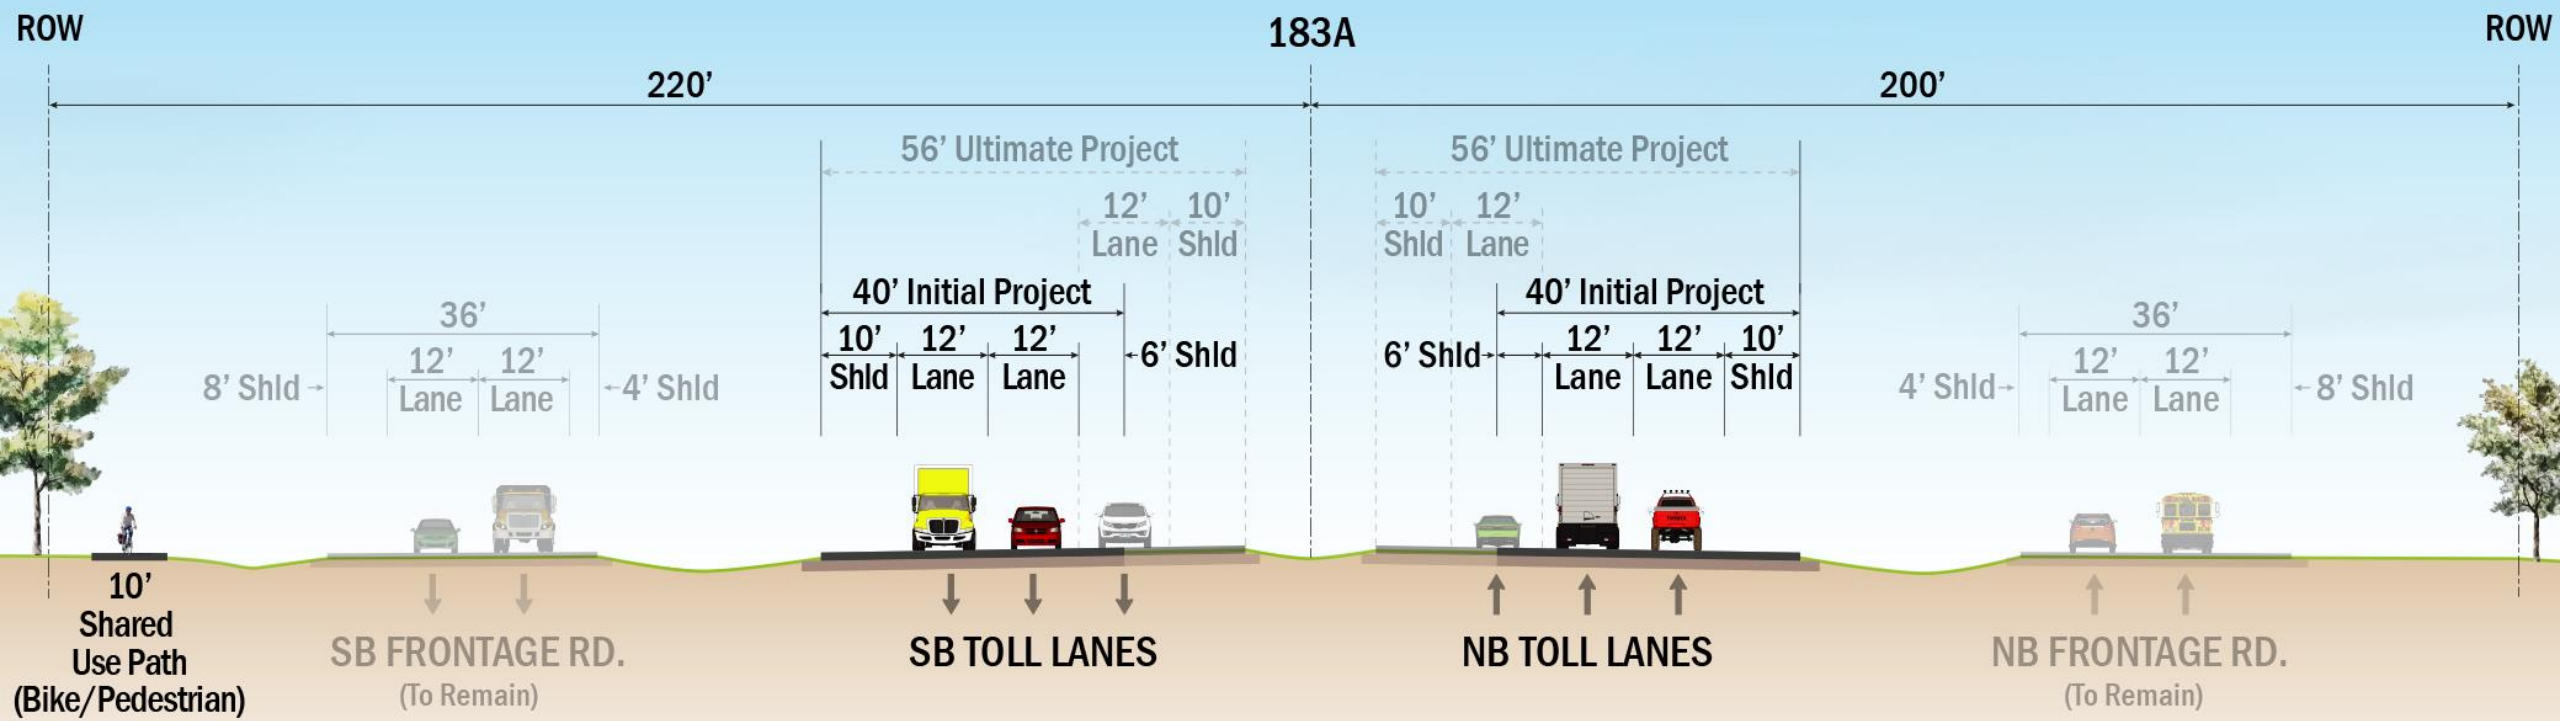 ROW
183A
ROW
220’
200’
56’ Ultimate Project
56’ Ultimate Project
12’ Lane
10’ Shld
10’ Shld
12’ Lane
40’ Initial Project
40’ Initial Project
36’
36’
8’ Shld
12’ Lane
12’ Lane
4’ Shld
10’ Shld
12’ Lane
12’ Lane
6’ Shld
6’ Shld
12’ Lane
12’ Lane
10’ Shld
4’ Shld
12’ Lane
12’ Lane
8’ Shld
10’
Shared
Use Path
(Bike/Pedestrian)
SB FRONTAGE RD.
(To Remain)
SB TOLL LANES
NB TOLL LANES
NB FRONTAGE RD.
(To Remain)